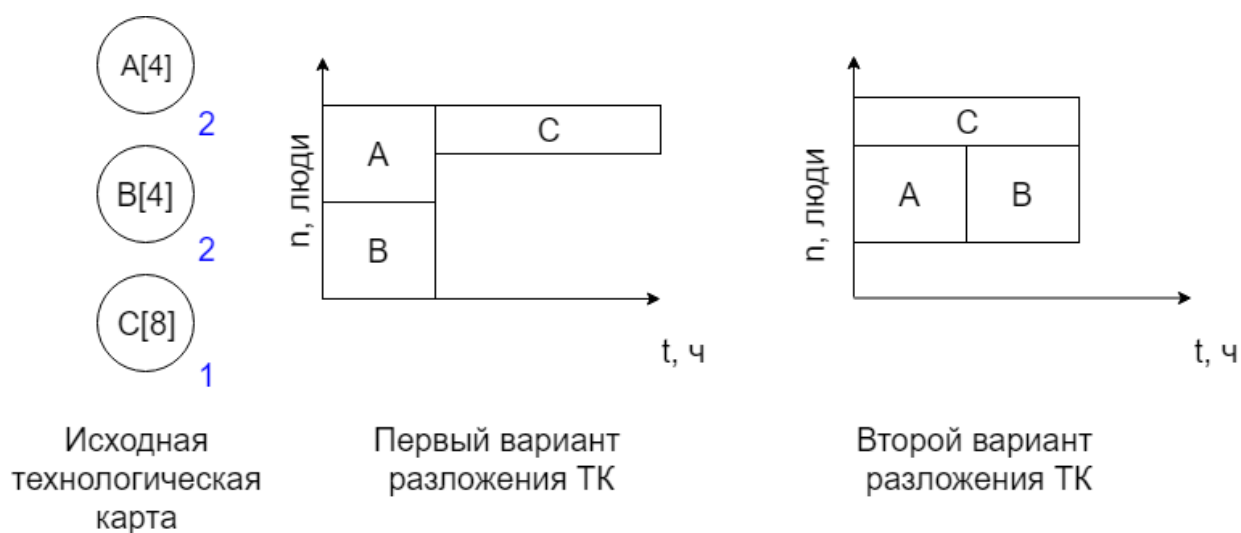 A[4]
2
B[4]
2
C[8]
1
Исходная
технологическая
карта
n, люди
A
B
C
t, ч
Первый вариант
разложения ТК
n, люди
C
A
B
t, ч
Второй вариант
разложения ТК